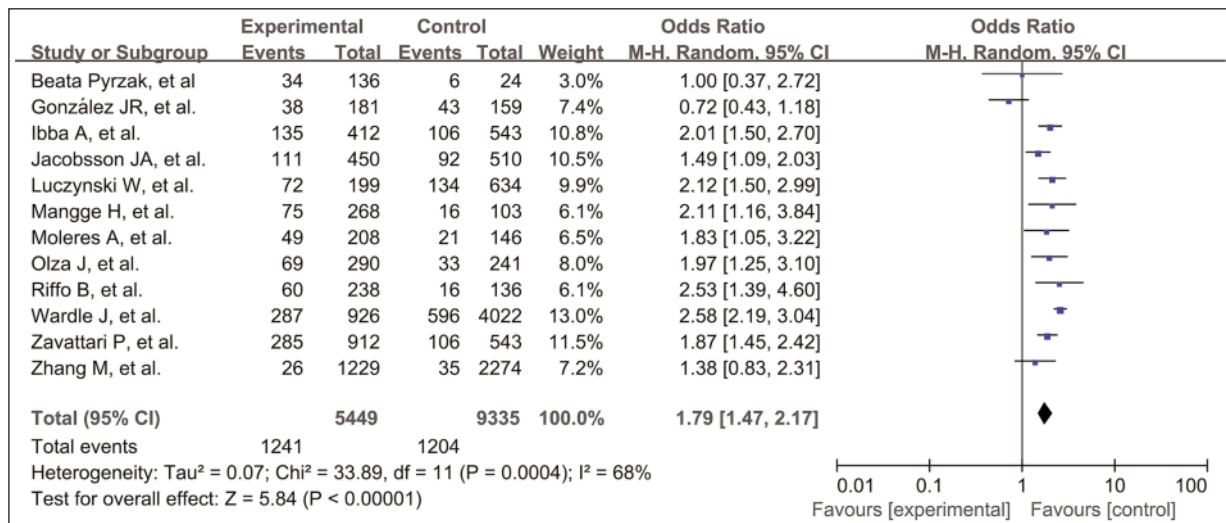 Experimental Control Odds Ratio Odds Ratio
Study or Subgroup Events Total Events Total Weight M-H, Random, 95% CI M-H, Random, 95% CI
Beata Pyrzak, et al 34 136 6 24 3.0% 1.00 [0.37, 2.72]
González JR, et al. 38 181 43 159 7.4% 0.72 [0.43, 1.18]
Ibba A, et al. 135 412 106 543 10.8% 2.01 [1.50, 2.70]
Jacobsson JA, et al. 111 450 92 510 10.5% 1.49 [1.09, 2.03]
Luczynski W, et al. 72 199 134 634 9.9% 2.12 [1.50, 2.99]
Mangge H, et al. 75 268 16 103 6.1% 2.11 [1.16, 3.84]
Moleres A, et al. 49 208 21 146 6.5% 1.83 [1.05, 3.22]
Olza J, et al. 69 290 33 241 8.0% 1.97 [1.25, 3.10]
Riffo B, et al. 60 238 16 136 6.1% 2.53 [1.39, 4.60]
Wardle J, et al. 287 926 596 4022 13.0% 2.58 [2.19, 3.04]
Zavattari P, et al. 285 912 106 543 11.5% 1.87 [1.45, 2.42]
Zhang M, et al. 26 1229 35 2274 7.2% 1.38 [0.83, 2.31]
Total (95% CI) 5449 9335 100.0% 1.79 [1.47, 2.17]
Total events 1241 1204
Heterogeneity: Tau² = 0.07; Chi² = 33.89, df = 11 (P = 0.0004); I² = 68%
Test for overall effect: Z = 5.84 (P < 0.00001)
0.01 0.1 1 10 100
Favours [experimental] Favours [control]